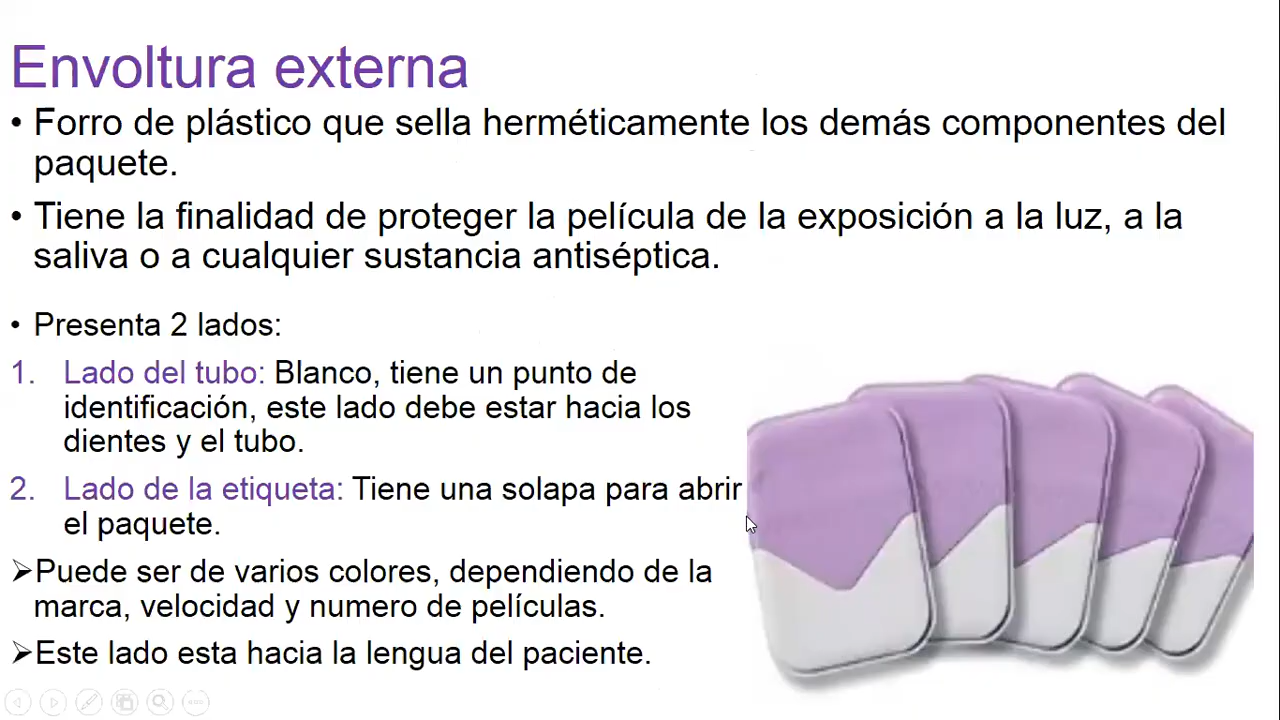 Envoltura externa
• Forro de plástico que sella herméticamente los demás componentes del
paquete.
• Tiene la finalidad de proteger la película de la exposición a la luz, a la
saliva o a cualquier sustancia antiséptica.
• Presenta 2 lados:
1. Lado del tubo: Blanco, tiene un punto de
identificación, este lado debe estar hacia los
dientes y el tubo.
2. Lado de la etiqueta: Tiene una solapa para abrir
el paquete.
➢Puede ser de varios colores, dependiendo de la
marca, velocidad y numero de películas.
➢Este lado esta hacia la lengua del paciente.